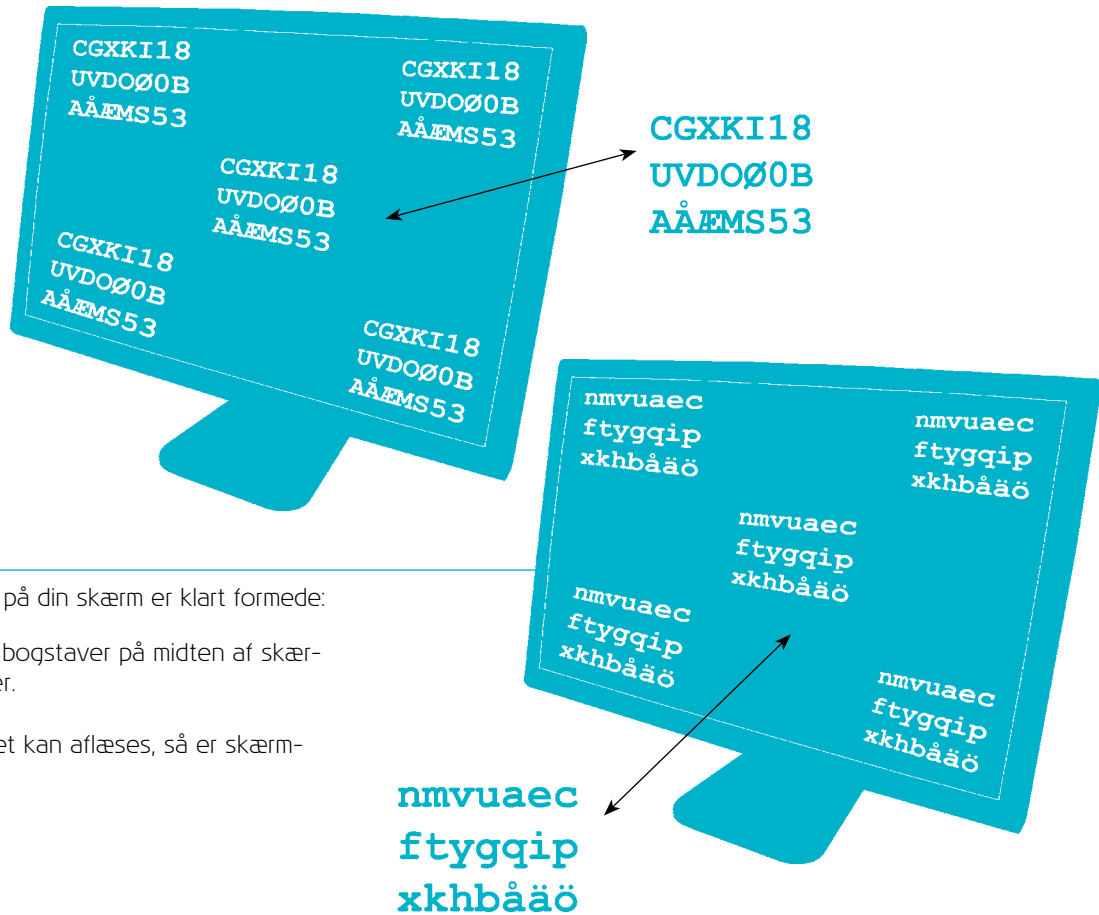 CGXKI18
UVDOØ0B
AÅÆMS53
CGXKI18
UVDOØ0B
AÅÆMS53
CGXKI18
UVDOØ0B
AÅÆMS53
CGXKI18
UVDOØ0B
AÅÆMS53
CGXKI18
UVDOØ0B
AÅÆMS53
CGXKI18
UVDOØ0B
AÅÆMS53
nmvuaec
ftygqip
xkhbåäö
nmvuaec
ftygqip
xkhbåäö
nmvuaec
ftygqip
xkhbåäö
nmvuaec
ftygqip
xkhbåäö
nmvuaec
ftygqip
xkhbåäö
på din skærm er klart formede:
bogstaver på midten af skær-
er.
et kan aflæses, så er skærm-
nmvuaec
ftygqip
xkhbåäö